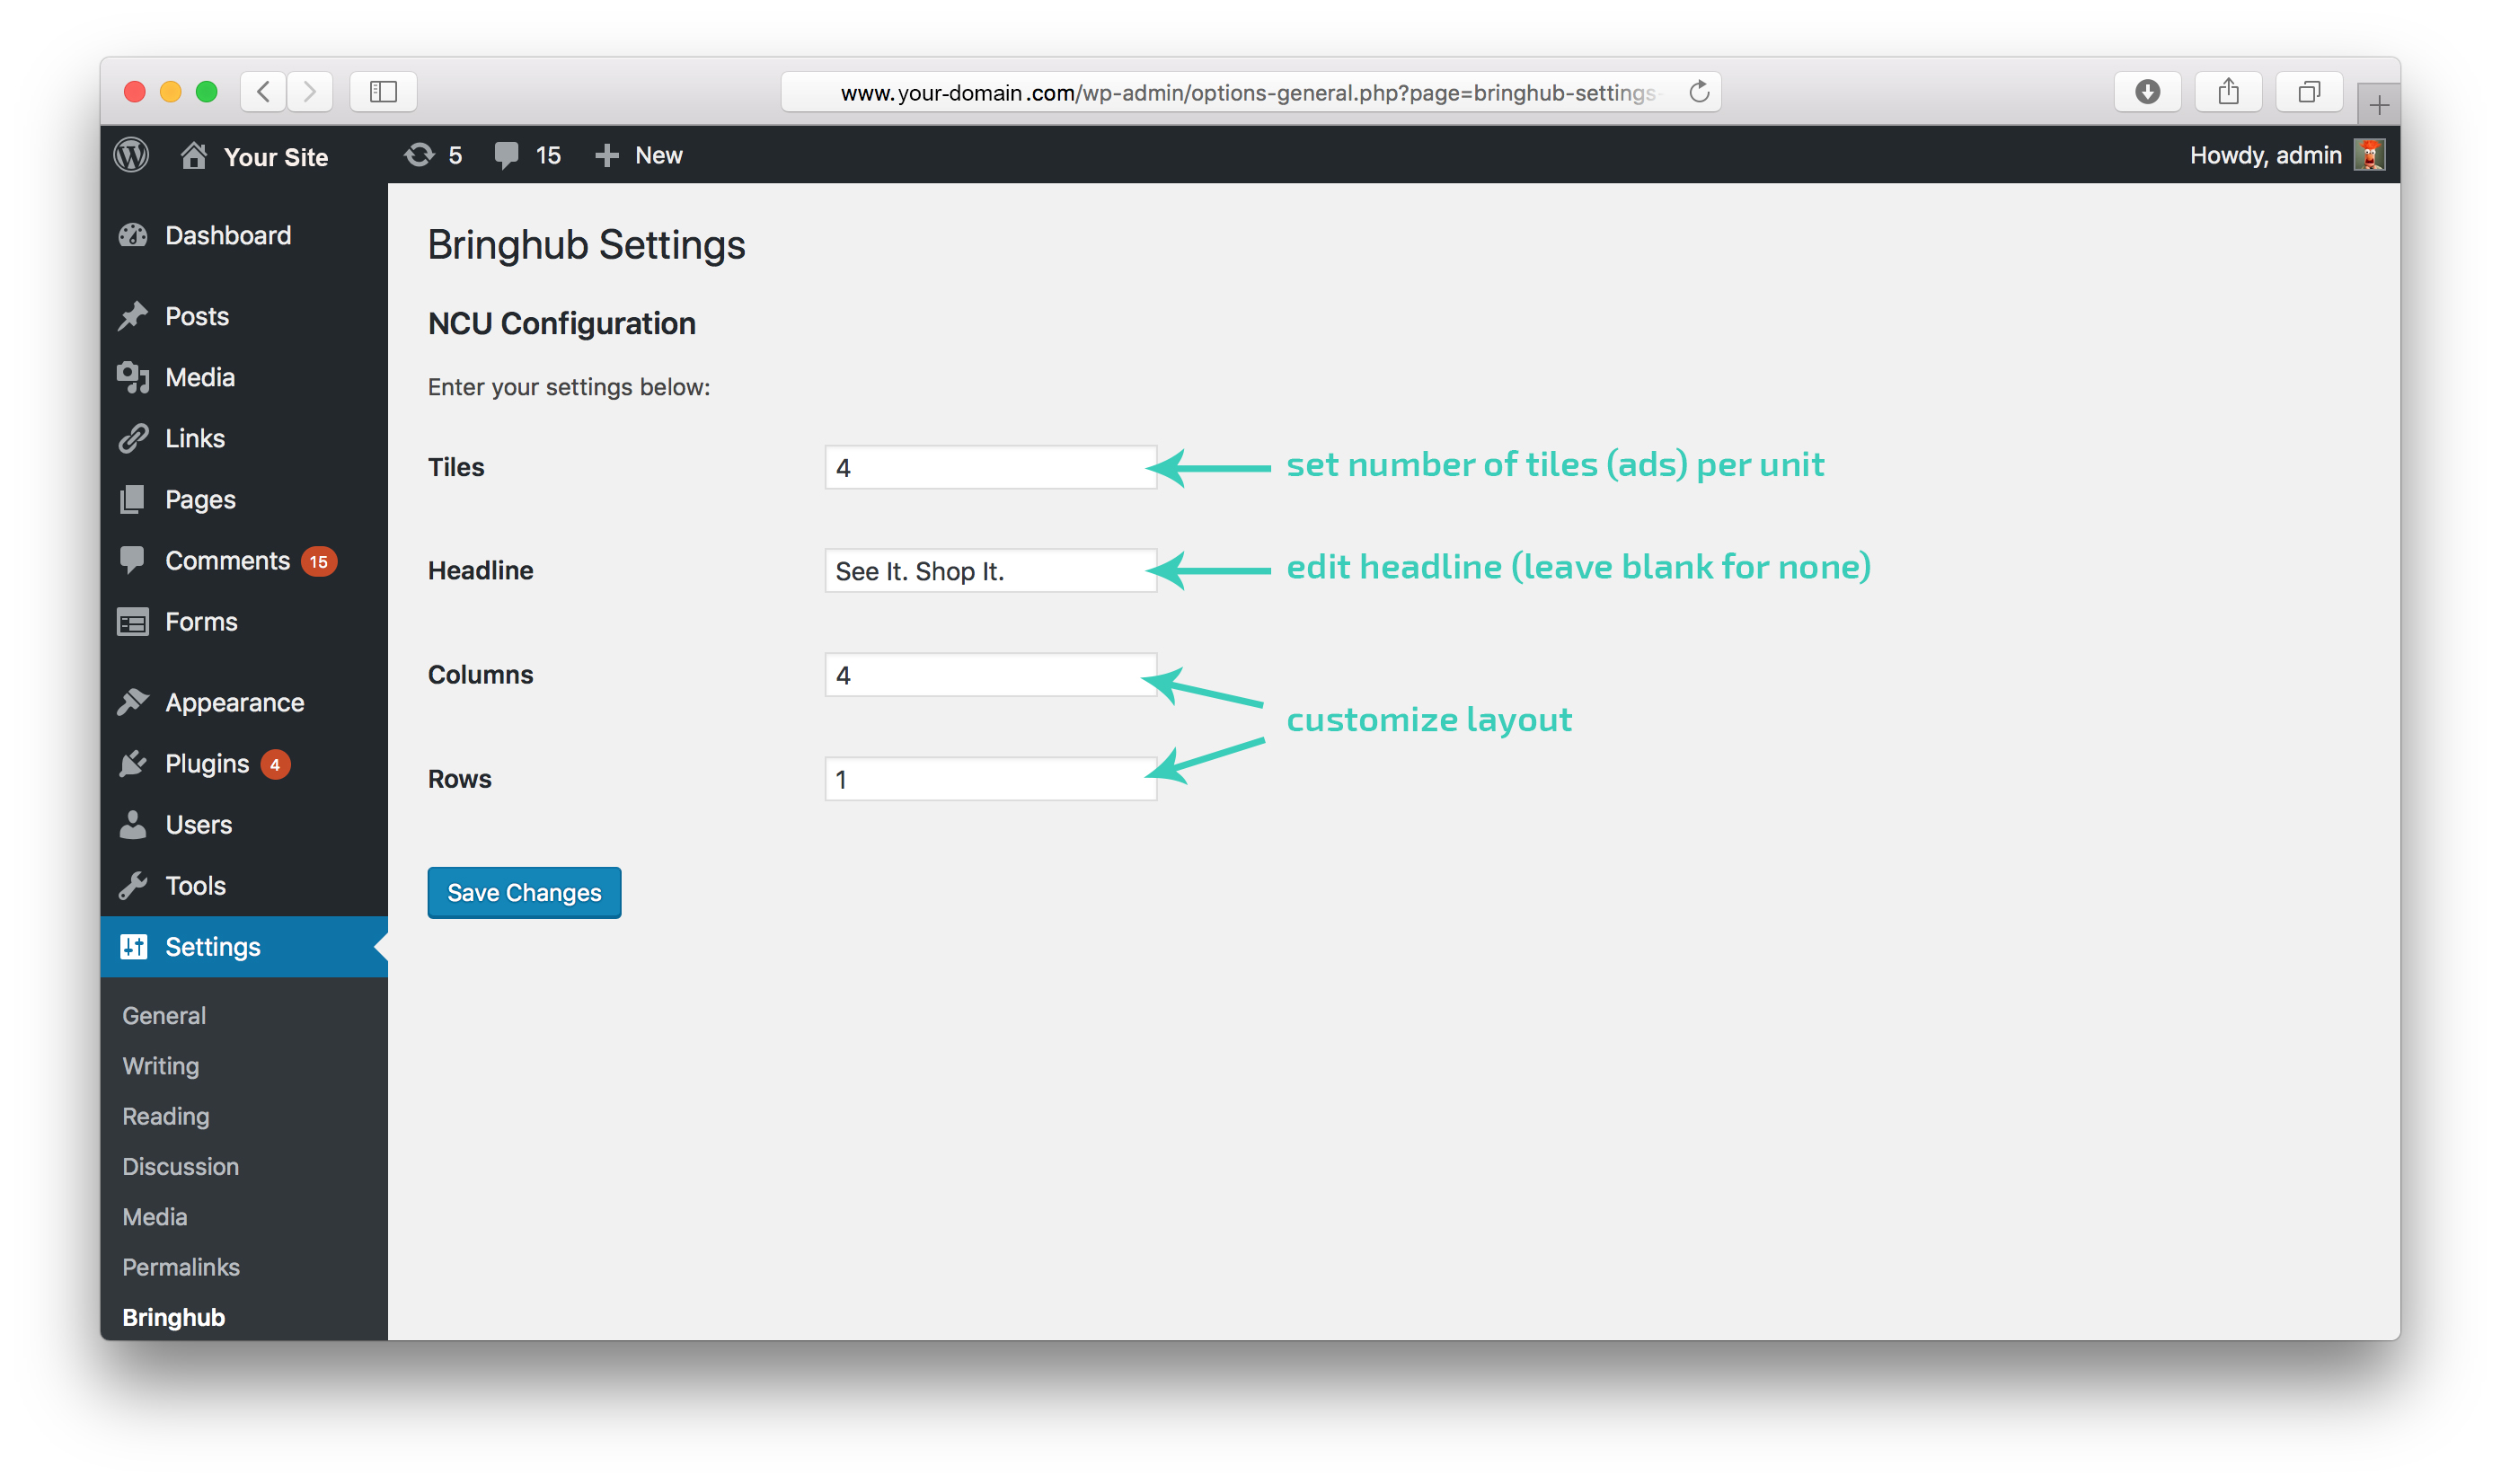 www.your-domain.com/wp-admin/options-general.php?page=bringhub-settings-
Your Site 5 15 New Howdy, admin
Dashboard
Posts
Media
Links
Pages
Comments 15
Forms
Appearance
Plugins 4
Users
Tools
Settings
General
Writing
Reading
Discussion
Media
Permalinks
Bringhub
Bringhub Settings
NCU Configuration
Enter your settings below:
Tiles 4 set number of tiles (ads) per unit
Headline See It. Shop It. edit headline (leave blank for none)
Columns 4
customize layout
Rows 1
Save Changes